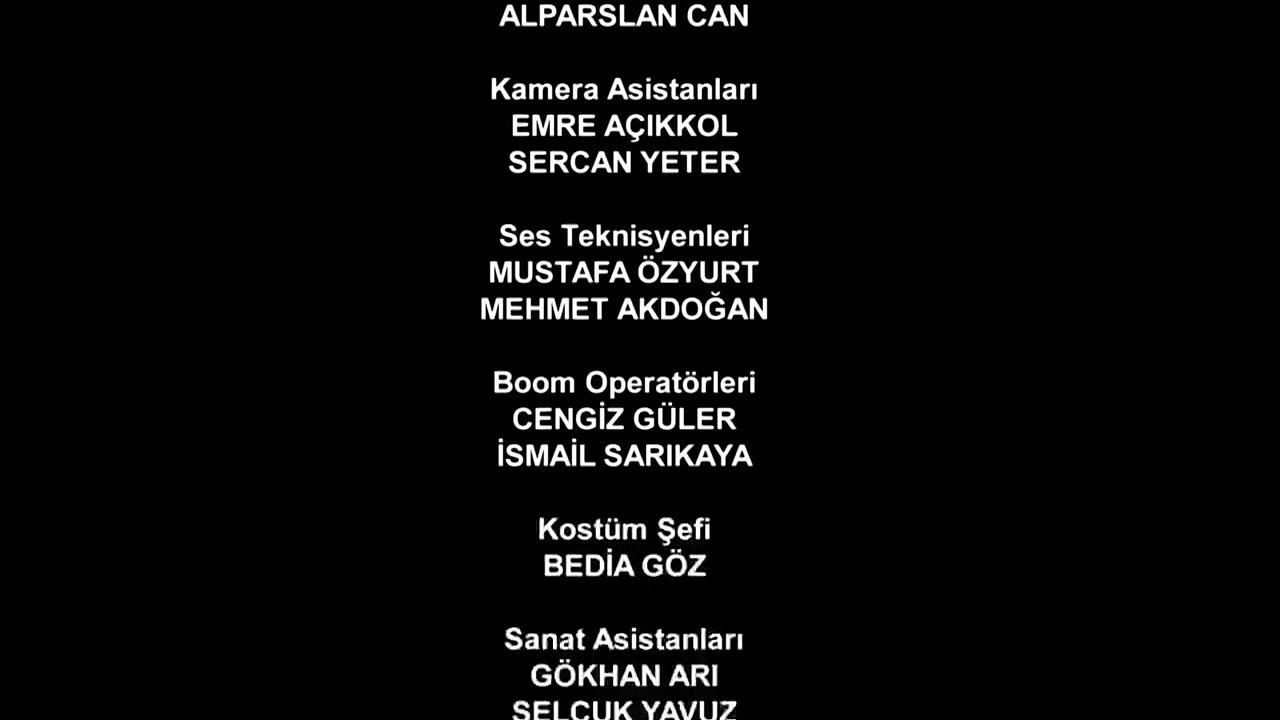 ALPARSLAN CAN
Kamera Asistanları
EMRE AÇIKKOL
SERCAN YETER
Ses Teknisyenleri
MUSTAFA ÖZYURT
MEHMET AKDOĞAN
Boom Operatörleri
CENGİZ GÜLER
İSMAİL SARIKAYA
Kostüm Şefi
BEDİA GÖZ
Sanat Asistanları
GÖKHAN ARI
SELÇUK YAVUZ